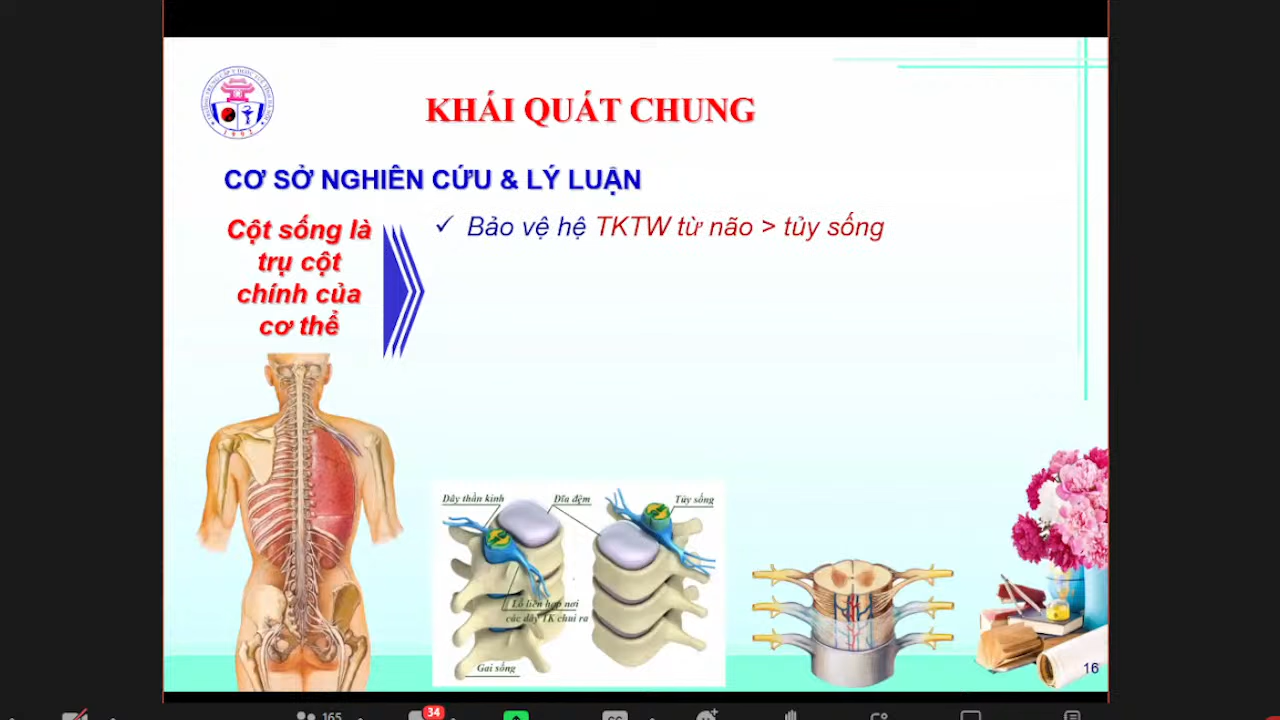 KHÁI QUÁT CHUNG
CƠ SỞ NGHIÊN CỨU & LÝ LUẬN
Cột sống là
trụ cột
chính của
cơ thể
✓ Bảo vệ hệ TKTW từ não > tủy sống
Dây thần kinh
Đĩa đệm
Tủy sống
Lỗ liên hợp nơi
các dây TK chui ra
Gai sống
1991
16
165
34